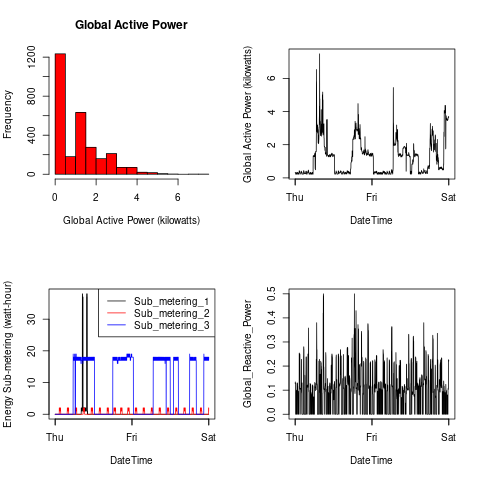 Global Active Power
Frequency
0 400 800 1200
0 2 4 6
Global Active Power (kilowatts)
Global Active Power (kilowatts)
0 2 4 6
Thu Fri Sat
DateTime
Energy Sub-metering (watt-hour)
0 10 20 30
Sub_metering_1
Sub_metering_2
Sub_metering_3
Thu Fri Sat
DateTime
Global_Reactive_Power
0.0 0.1 0.2 0.3 0.4 0.5
Thu Fri Sat
DateTime